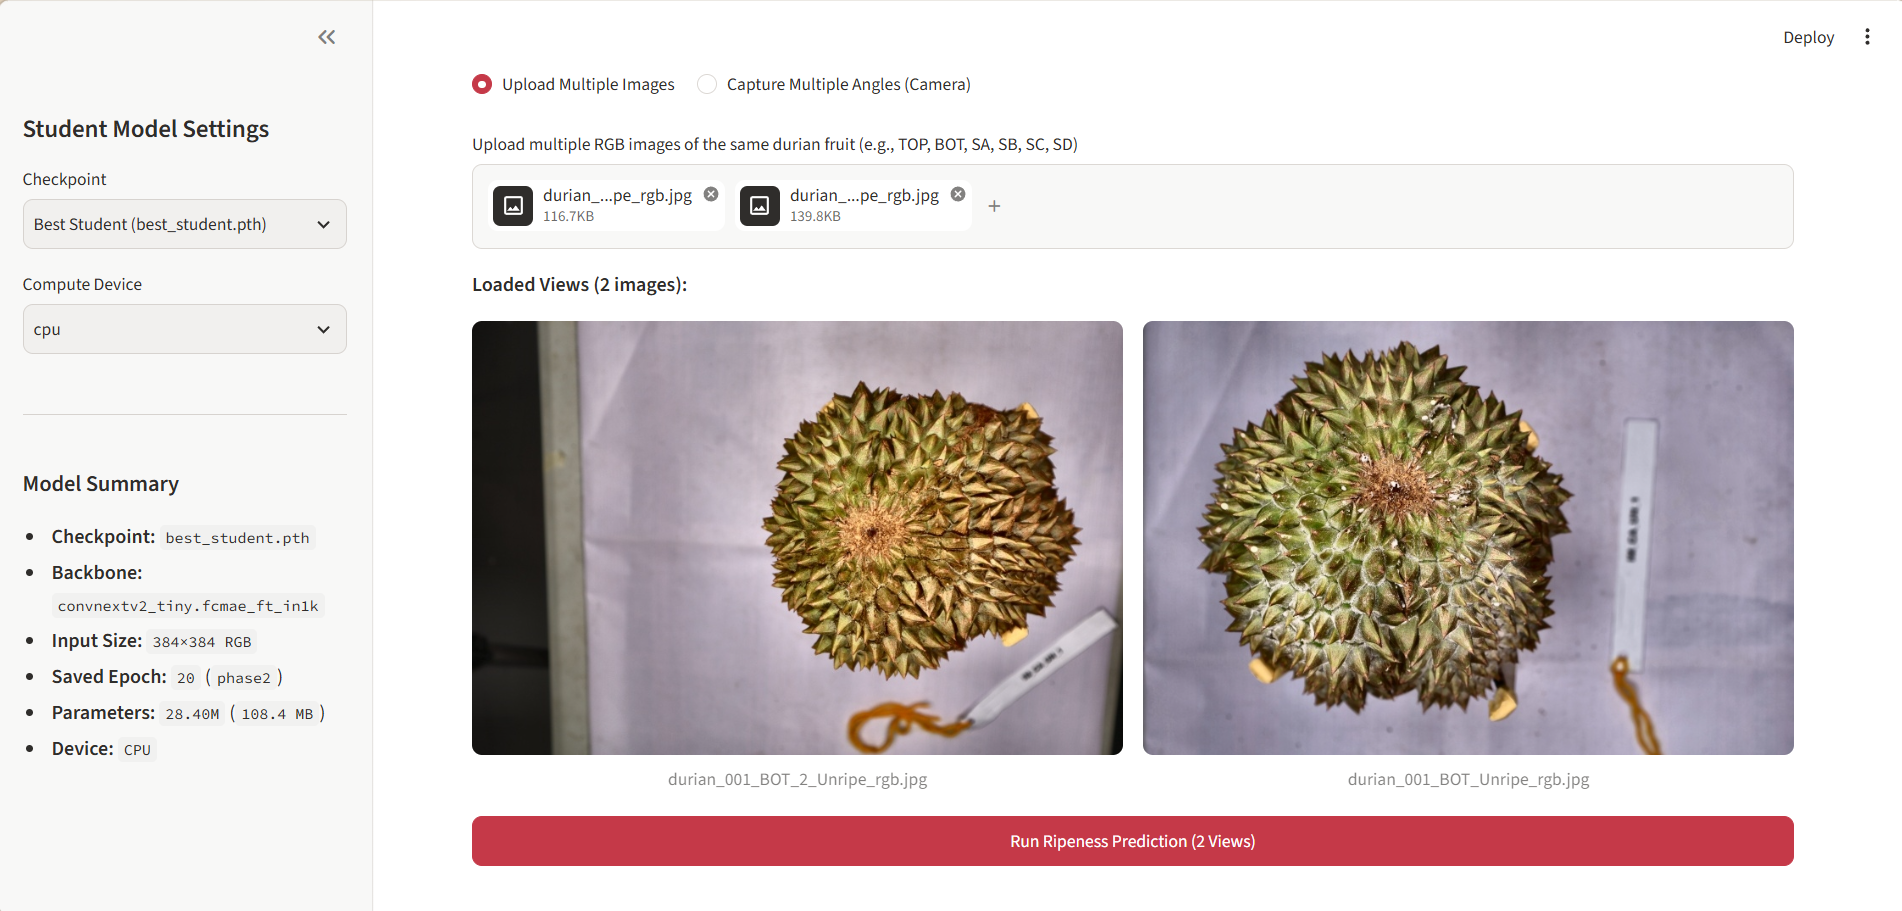 Deploy
Student Model Settings
Checkpoint
Best Student (best_student.pth)
Compute Device
cpu
Model Summary
Checkpoint: best_student.pth
Backbone:
convnextv2_tiny.fcmae_ft_in1k
Input Size: 384×384 RGB
Saved Epoch: 20 ( phase2 )
Parameters: 28.40M ( 108.4 MB )
Device: CPU
Upload Multiple Images
Capture Multiple Angles (Camera)
Upload multiple RGB images of the same durian fruit (e.g., TOP, BOT, SA, SB, SC, SD)
durian_...pe_rgb.jpg
116.7KB
durian_...pe_rgb.jpg
139.8KB
Loaded Views (2 images):
durian_001_BOT_2_Unripe_rgb.jpg
durian_001_BOT_Unripe_rgb.jpg
Run Ripeness Prediction (2 Views)